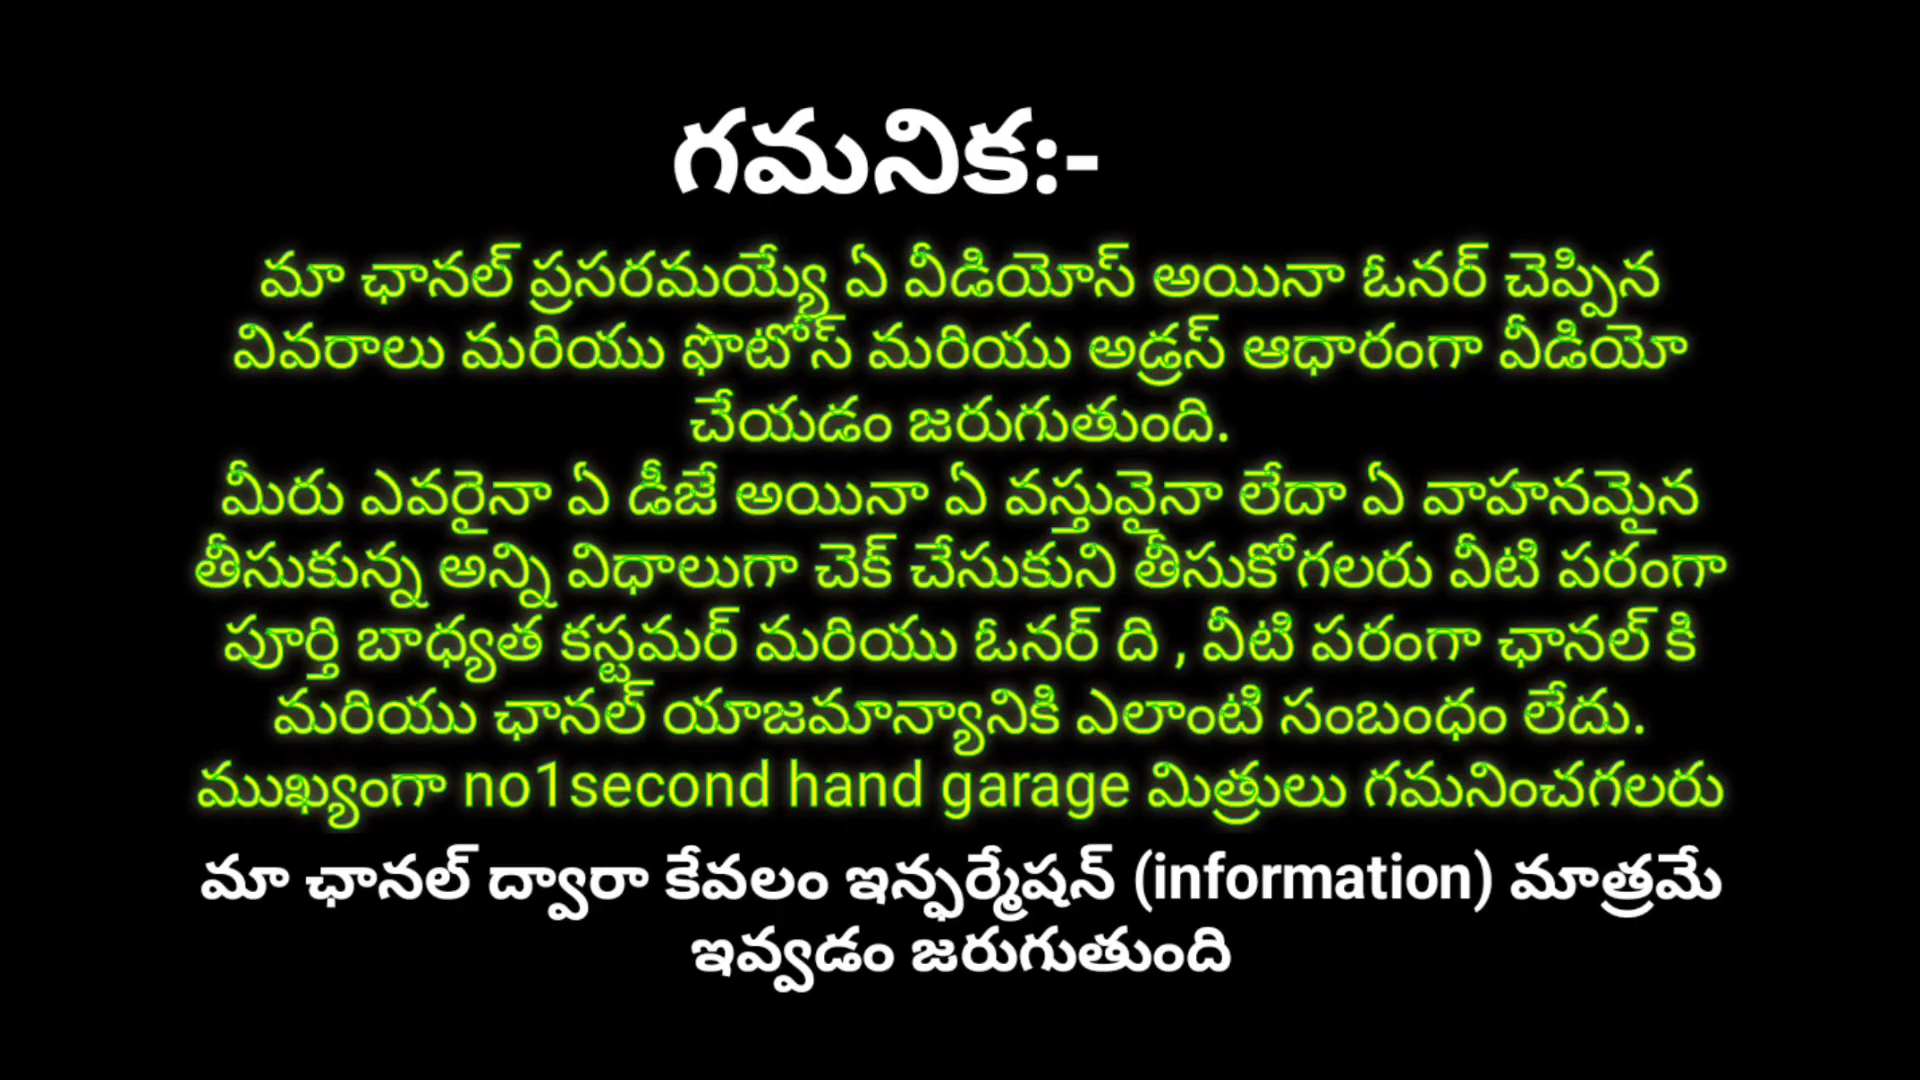 గమనిక:-
మా ఛానల్ ప్రసరమయ్యే ఏ వీడియోస్ అయినా ఓనర్ చెప్పిన
వివరాలు మరియు ఫొటోస్ మరియు అడ్రస్ ఆధారంగా వీడియో
చేయడం జరుగుతుంది.
మీరు ఎవరైనా ఏ డీజే అయినా ఏ వస్తువైనా లేదా ఏ వాహనమైన
తీసుకున్న అన్ని విధాలుగా చెక్ చేసుకుని తీసుకోగలరు వీటి పరంగా
పూర్తి బాధ్యత కస్టమర్ మరియు ఓనర్ ది , వీటి పరంగా ఛానల్ కి
మరియు ఛానల్ యాజమాన్యానికి ఎలాంటి సంబంధం లేదు.
ముఖ్యంగా no1second hand garage మిత్రులు గమనించగలరు
మా ఛానల్ ద్వారా కేవలం ఇన్ఫర్మేషన్ (information) మాత్రమే
ఇవ్వడం జరుగుతుంది